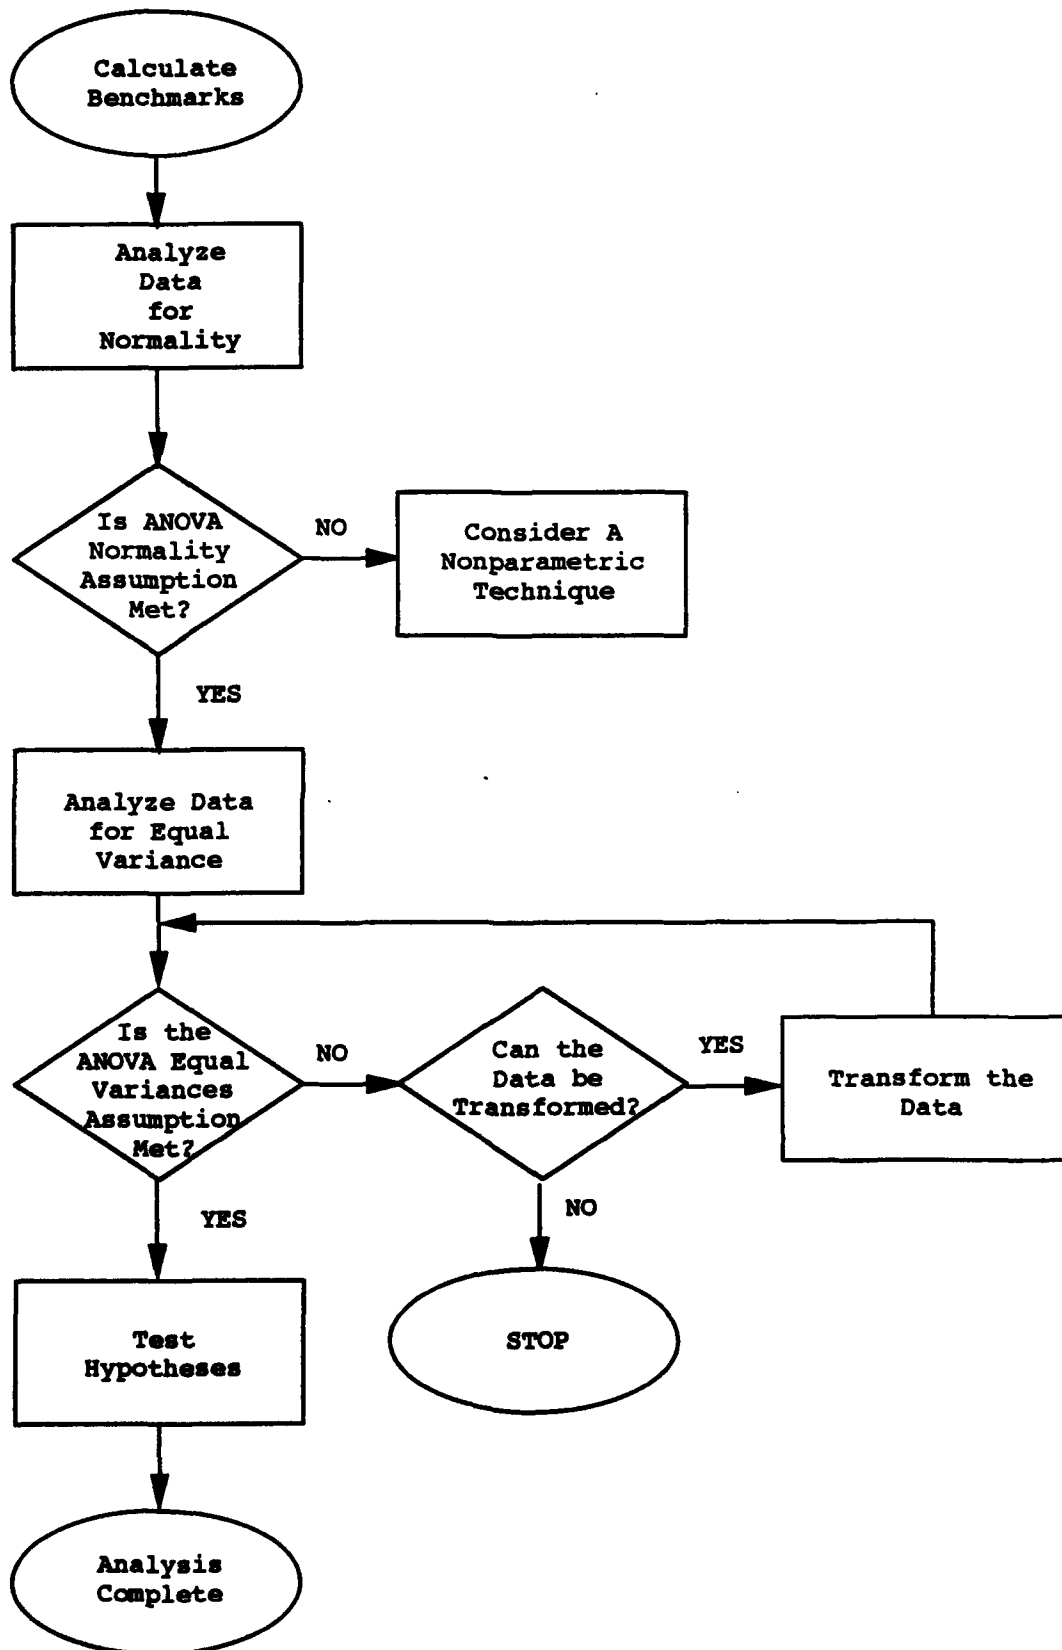 Calculate
Benchmarks
Analyze
Data
for
Normality
Is ANOVA
Normality
Assumption
Met?
NO
Consider A
Nonparametric
Technique
YES
Analyze Data
for Equal
Variance
Is the
ANOVA Equal
Variances
Assumption
Met?
NO
Can the
Data be
Transformed?
YES
Transform the
Data
YES
NO
Test
Hypotheses
STOP
Analysis
Complete